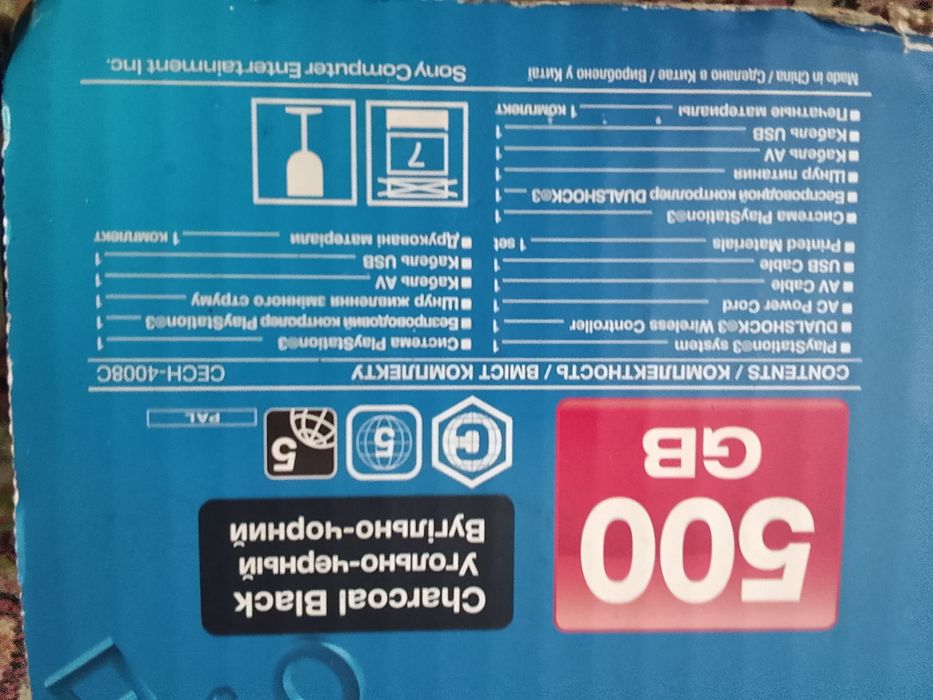 500
GB
Charcoal Black
Угольно-черный
Вугільно-чорний
C
5
5
PAL
CONTENTS / КОМПЛЕКТНОСТЬ / ВМІСТ КОМПЛЕКТУ
CECH-4008C
■ PlayStation®3 system 1
■ DUALSHOCK®3 Wireless Controller 1
■ AC Power Cord 1
■ AV Cable 1
■ USB Cable 1
■ Printed Materials 1 set
■ Система PlayStation®3 1
■ Беспроводной контроллер DUALSHOCK®3 1
■ Шнур питания 1
■ Кабель AV 1
■ Кабель USB 1
■ Печатные материалы 1 комплект
■ Система PlayStation®3 1
■ Безпроводовий контролер PlayStation®3 1
■ Шнур живлення змінного струму 1
■ Кабель AV 1
■ Кабель USB 1
■ Друковані матеріали 1 комплект
7
Made in China / Сделано в Китае / Вироблено у Китаї
Sony Computer Entertainment Inc.